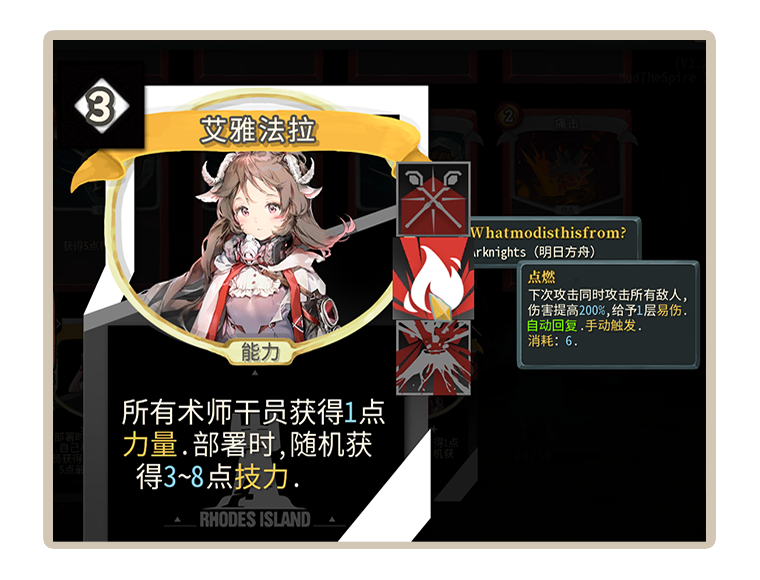 3
艾雅法拉
能力
所有术师干员获得1点
力量.部署时,随机获
得3~8点技力.
RHODES ISLAND
Whatmodisthisfrom?
Arknights（明日方舟）
点燃
下次攻击同时攻击所有敌人,
伤害提高200%,给予1层易伤.
自动回复.手动触发.
消耗: 6.
2
痛击